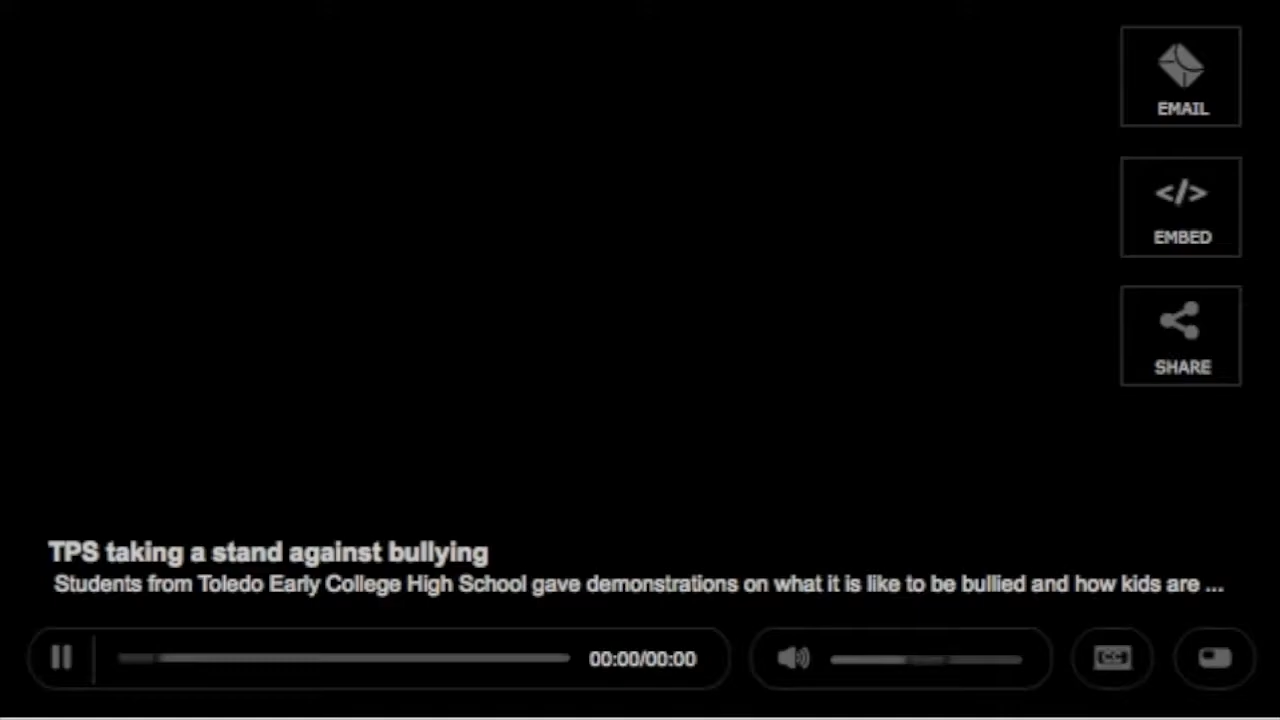 EMAIL
</>
EMBED
SHARE
TPS taking a stand against bullying
Students from Toledo Early College High School gave demonstrations on what it is like to be bullied and how kids are ...
00:00/00:00
CC